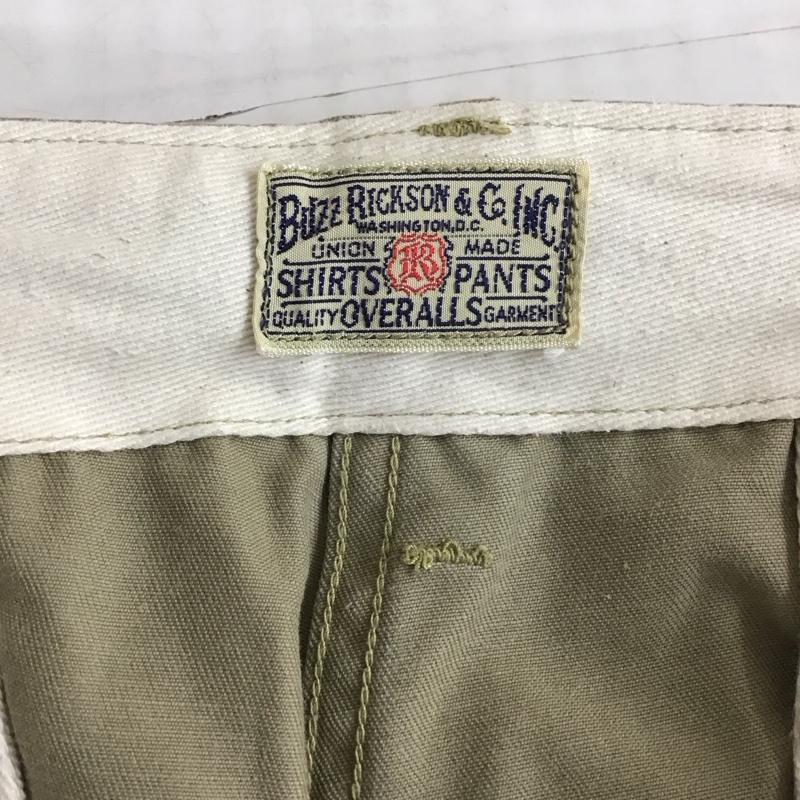 BUZZ RICKSON & CO. INC.
WASHINGTON, D.C.
UNION MADE
R
SHIRTS PANTS
QUALITY OVERALLS GARMENT